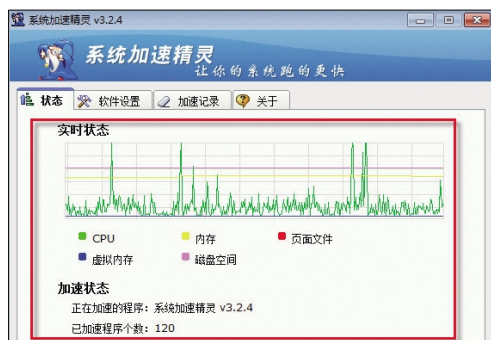 系统加速精灵 v3.2.4
系统加速精灵
让你的系统跑的更快
状态 软件设置 加速记录 关于
实时状态
CPU 内存 页面文件
虚拟内存 磁盘空间
加速状态
正在加速的程序: 系统加速精灵 v3.2.4
已加速程序个数: 120